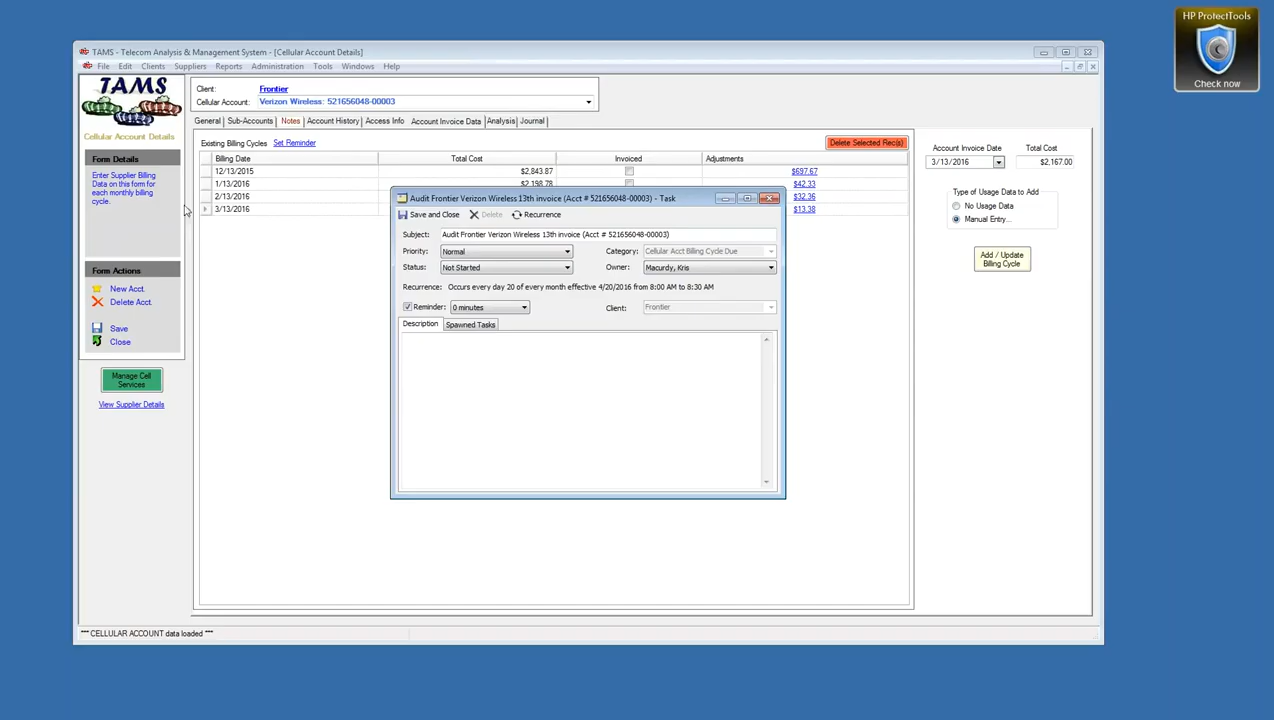 HP ProtectTools
Check now
TAMS - Telecom Analysis & Management System - [Cellular Account Details]
File Edit Clients Suppliers Reports Administration Tools Windows Help
TAMS
Cellular Account Details
Form Details
Enter Supplier Billing
Data on this form for
each monthly billing
cycle.
Form Actions
New Acct.
Delete Acct.
Save
Close
Manage Cell
Services
View Supplier Details
Client: Frontier
Cellular Account: Verizon Wireless: 521656048-00003
General Sub-Accounts Notes Account History Access Info Account Invoice Data Analysis Journal
Existing Billing Cycles Set Reminder Delete Selected Rec(s)
Billing Date Total Cost Invoiced Adjustments
12/13/2015 $2,843.87 $697.67
1/13/2016 $2,198.78 $42.33
2/13/2016 $32.36
3/13/2016 $13.38
Account Invoice Date Total Cost
3/13/2016 $2,167.00
Type of Usage Data to Add
No Usage Data
Manual Entry...
Add / Update
Billing Cycle
Audit Frontier Verizon Wireless 13th invoice (Acct # 521656048-00003) - Task
Save and Close Delete Recurrence
Subject: Audit Frontier Verizon Wireless 13th invoice (Acct # 521656048-00003)
Priority: Normal Category: Cellular Acct Billing Cycle Due
Status: Not Started Owner: Macurdy, Kris
Recurrence: Occurs every day 20 of every month effective 4/20/2016 from 8:00 AM to 8:30 AM
Reminder: 0 minutes Client: Frontier
Description Spawned Tasks
*** CELLULAR ACCOUNT data loaded ***